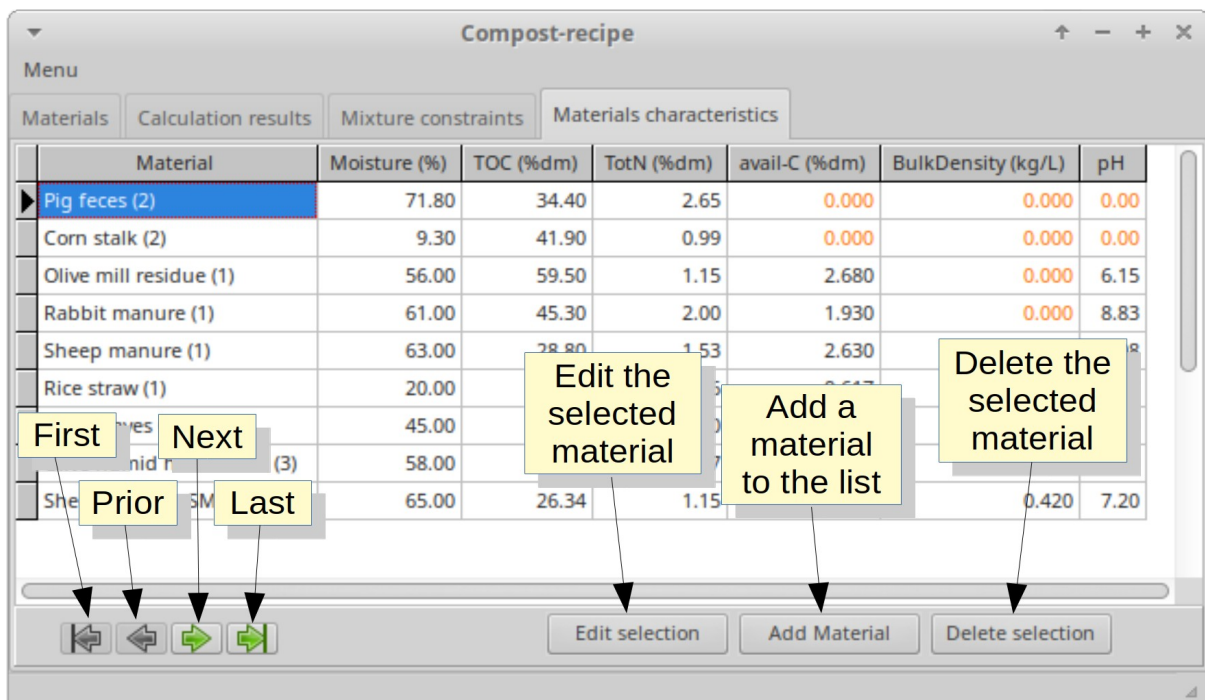 Compost-recipe
Menu
Materials Calculation results Mixture constraints Materials characteristics
Material Moisture (%) TOC (%dm) TotN (%dm) avail-C (%dm) BulkDensity (kg/L) pH
Pig feces (2) 71.80 34.40 2.65 0.000 0.000 0.00
Corn stalk (2) 9.30 41.90 0.99 0.000 0.000 0.00
Olive mill residue (1) 56.00 59.50 1.15 2.680 0.000 6.15
Rabbit manure (1) 61.00 45.30 2.00 1.930 0.000 8.83
Sheep manure (1) 63.00 28.80 1.53 2.630
Rice straw (1) 20.00
45.00
(3) 58.00
65.00 26.34 1.15 0.420 7.20
First
Next
Prior
Last
Edit the
selected
material
Add a
material
to the list
Delete the
selected
material
Edit selection Add Material Delete selection